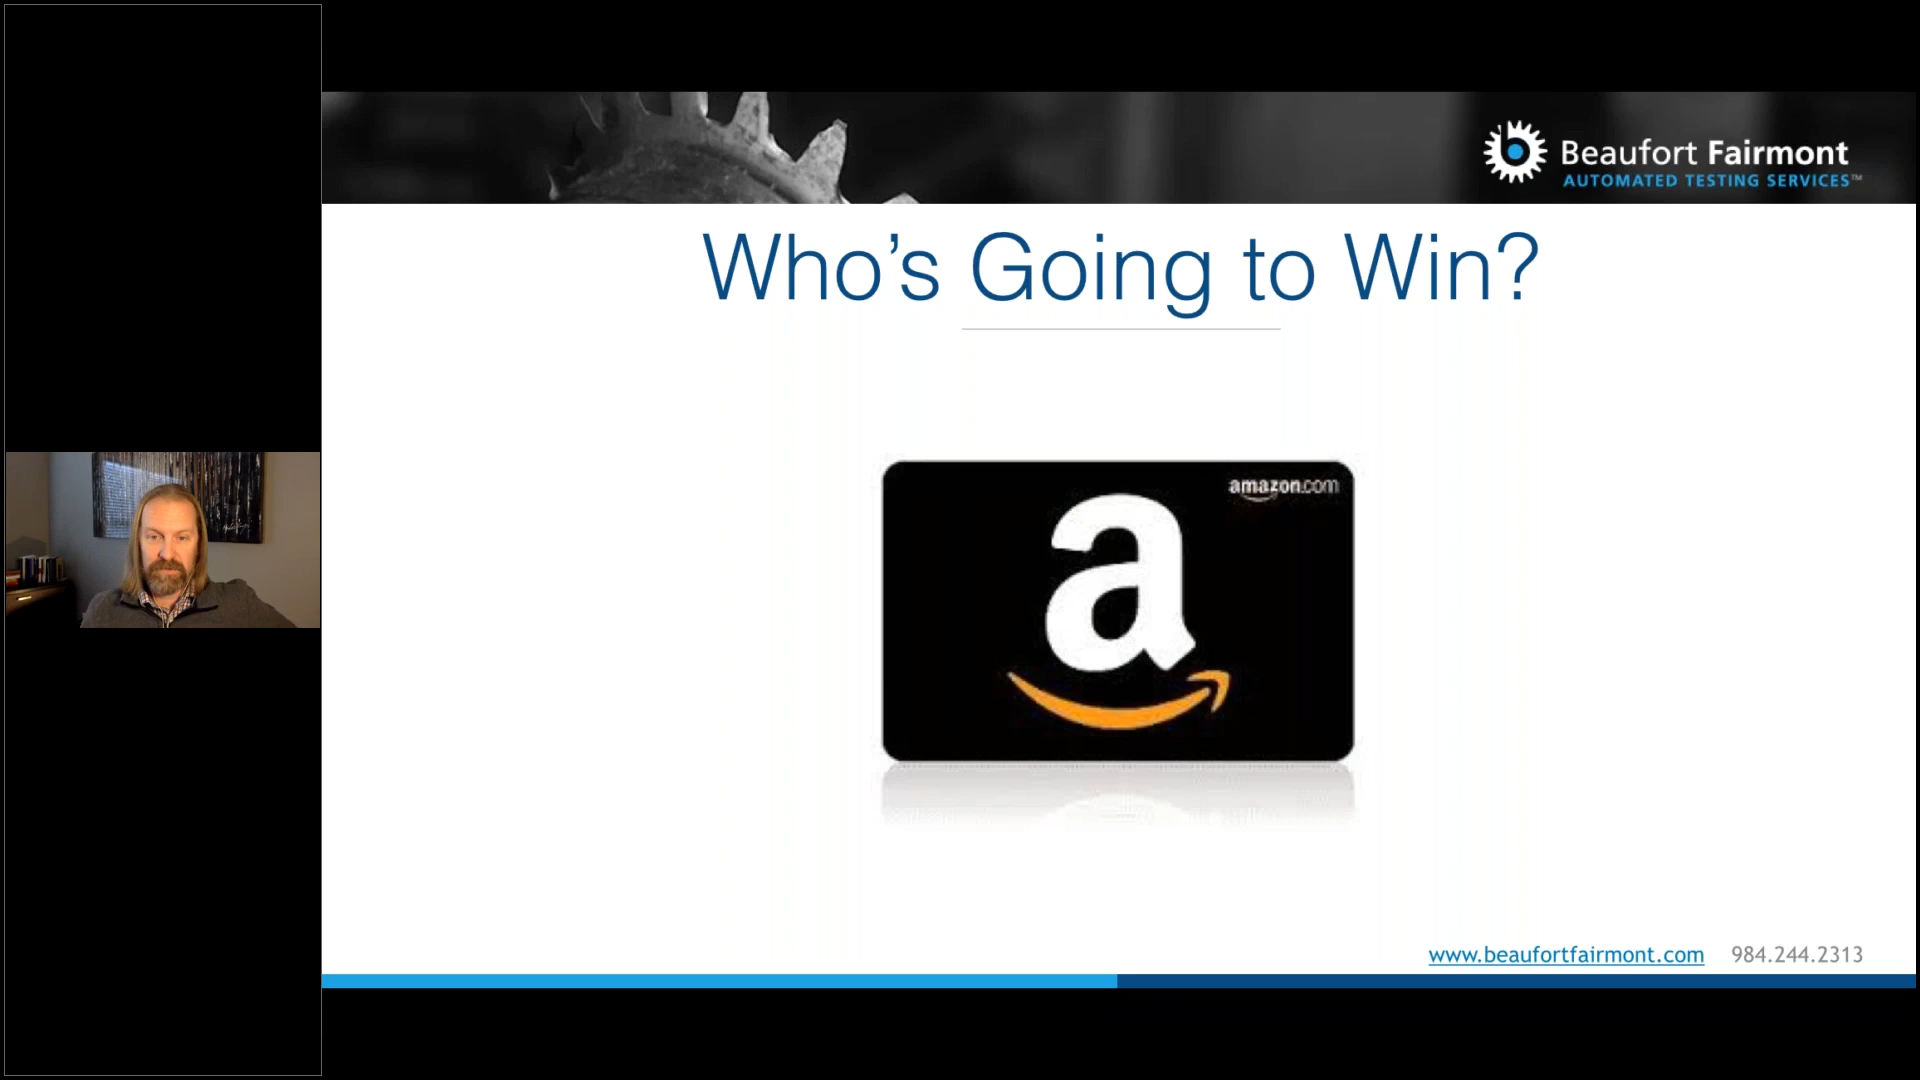 Beaufort Fairmont
AUTOMATED TESTING SERVICES™
Who's Going to Win?
amazon.com
a
www.beaufortfairmont.com 984.244.2313